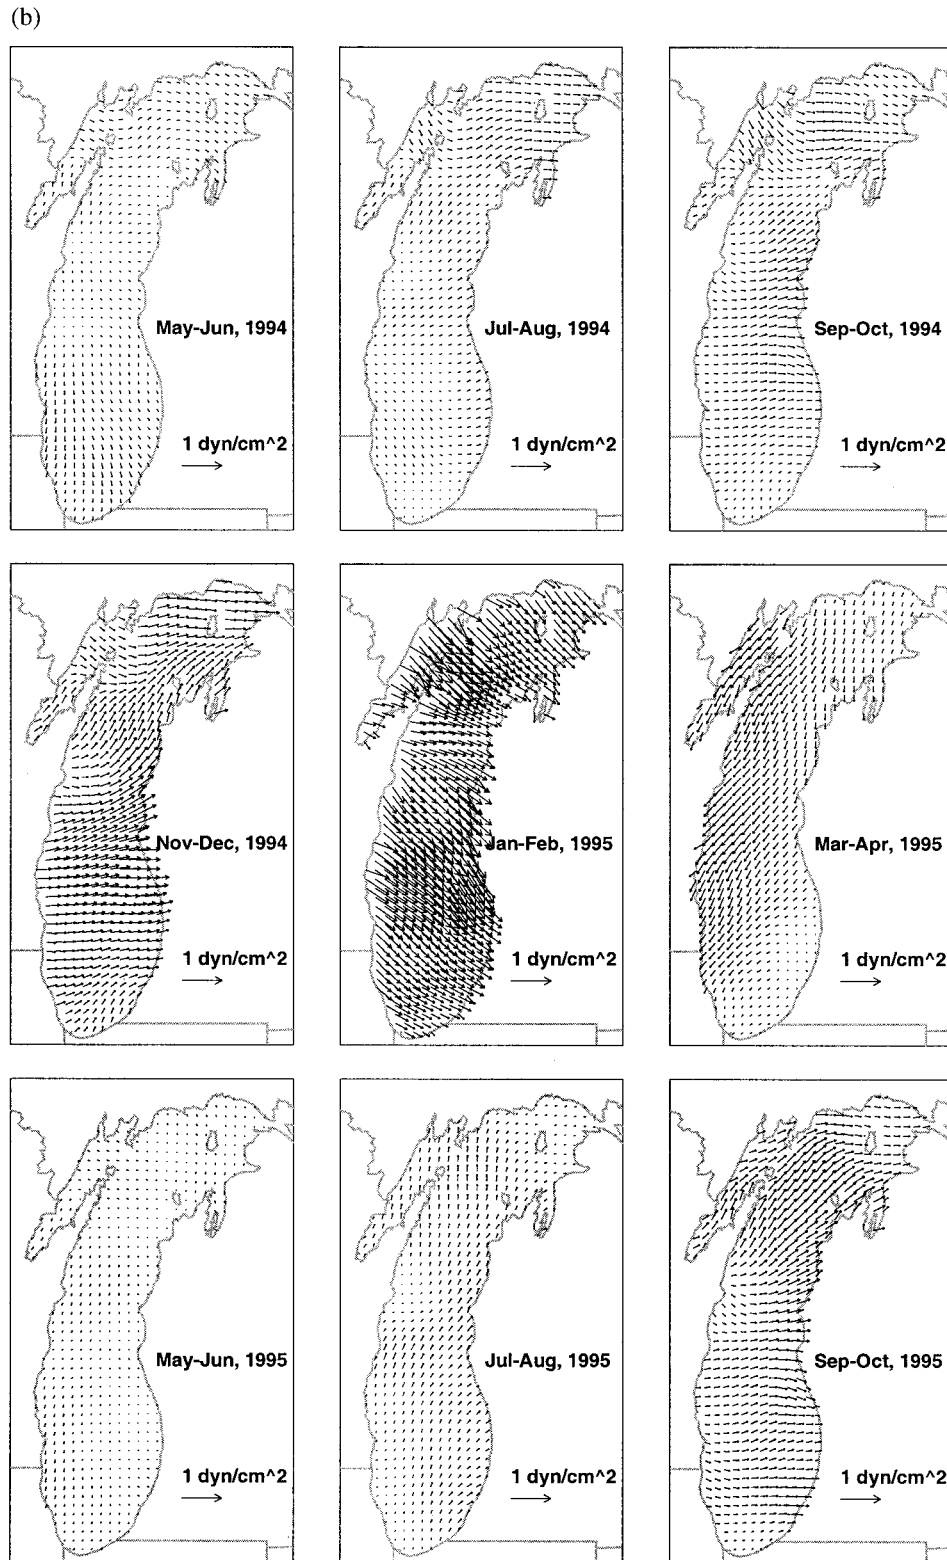 (b)
May-Jun, 1994
1 dyn/cm^2
Jul-Aug, 1994
1 dyn/cm^2
Sep-Oct, 1994
1 dyn/cm^2
Nov-Dec, 1994
1 dyn/cm^2
Jan-Feb, 1995
1 dyn/cm^2
Mar-Apr, 1995
1 dyn/cm^2
May-Jun, 1995
1 dyn/cm^2
Jul-Aug, 1995
1 dyn/cm^2
Sep-Oct, 1995
1 dyn/cm^2